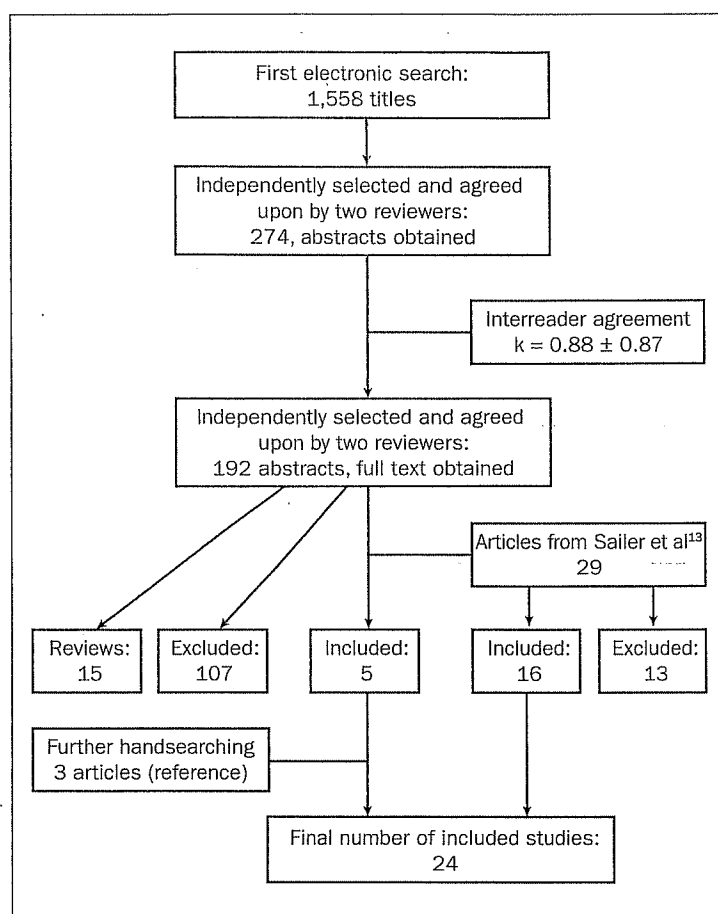 First electronic search:
1,558 titles
Independently selected and agreed
upon by two reviewers:
274, abstracts obtained
Interreader agreement
k = 0.88 ± 0.87
Independently selected and agreed
upon by two reviewers:
192 abstracts, full text obtained
Articles from Sailer et al¹³
29
Reviews:
15
Excluded:
107
Included:
5
Included:
16
Excluded:
13
Further handsearching
3 articles (reference)
Final number of included studies:
24